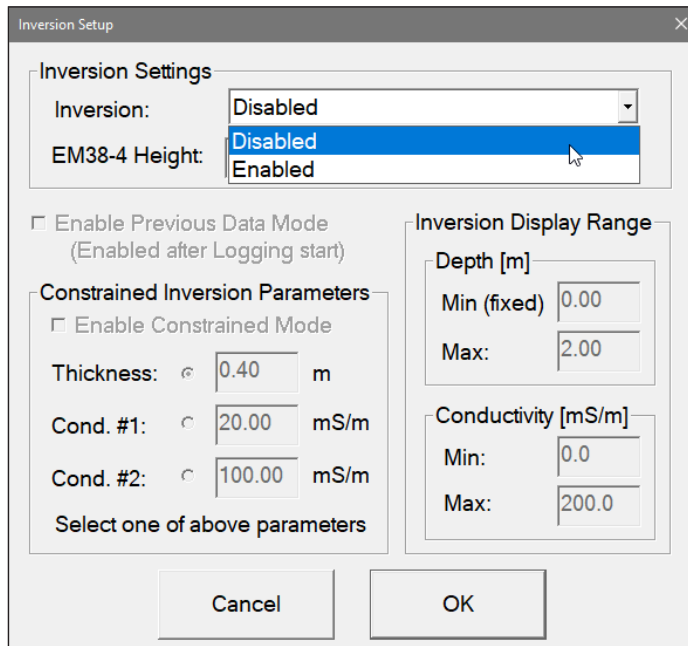 Inversion Setup
Inversion Settings
Inversion: Disabled
Disabled
EM38-4 Height:
Enabled
Enable Previous Data Mode
(Enabled after Logging start)
Constrained Inversion Parameters
Enable Constrained Mode
Thickness: 0.40 m
Cond. #1: 20.00 mS/m
Cond. #2: 100.00 mS/m
Select one of above parameters
Inversion Display Range
Depth [m]
Min (fixed) 0.00
Max: 2.00
Conductivity [mS/m]
Min: 0.0
Max: 200.0
Cancel
OK